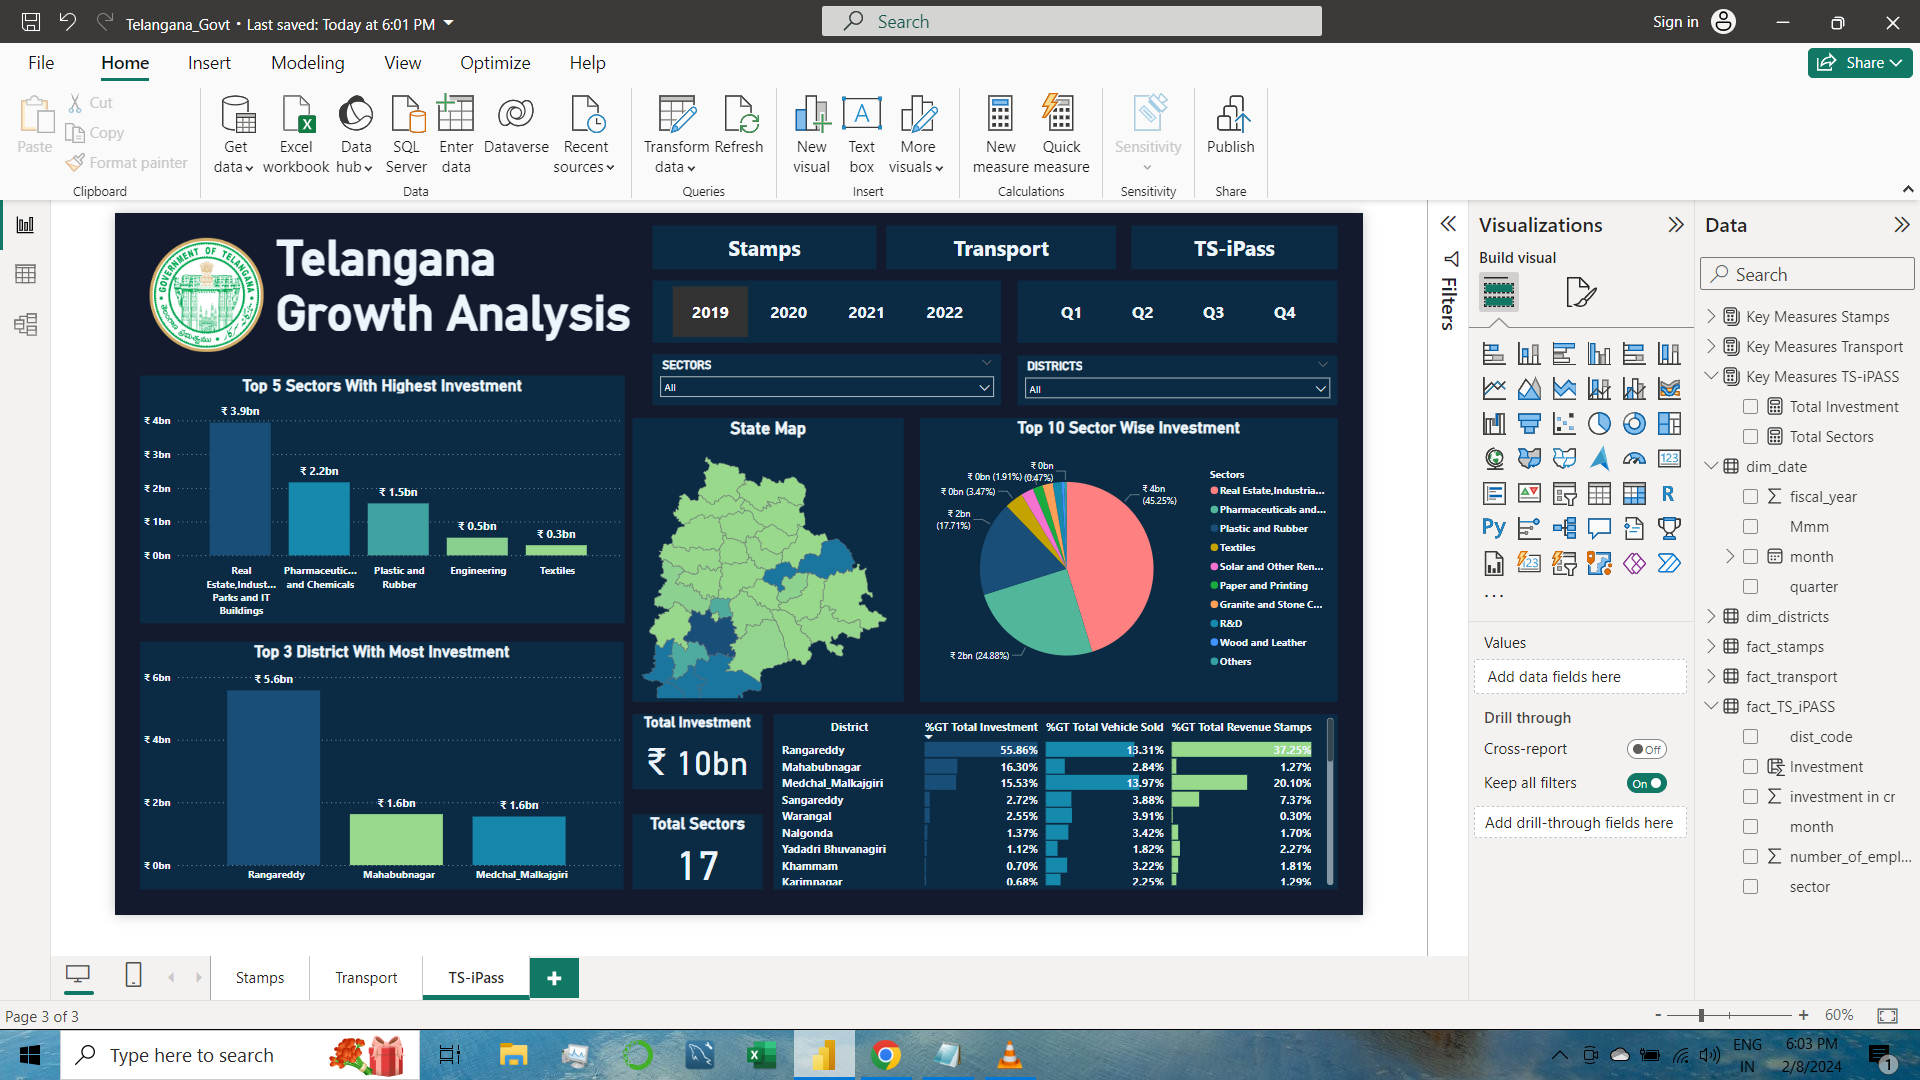 Telangana_Govt • Last saved: Today at 6:01 PM
Search
Sign in
File Home Insert Modeling View Optimize Help
Share
Paste
Cut
Copy
Format painter
Clipboard
Get data
Excel workbook
Data hub
SQL Server
Enter data
Dataverse
Recent sources
Data
Transform data
Refresh
Queries
New visual
Text box
More visuals
Insert
New measure
Quick measure
Calculations
Sensitivity
Sensitivity
Publish
Share
GOVERNMENT OF TELANGANA
Telangana
Growth Analysis
Stamps Transport TS-iPass
2019 2020 2021 2022
Q1 Q2 Q3 Q4
SECTORS
All
DISTRICTS
All
Top 5 Sectors With Highest Investment
₹ 4bn
₹ 3bn
₹ 2bn
₹ 1bn
₹ 0bn
₹ 3.9bn
₹ 2.2bn
₹ 1.5bn
₹ 0.5bn
₹ 0.3bn
Real Estate,Indust... Parks and IT Buildings
Pharmaceutic... and Chemicals
Plastic and Rubber
Engineering
Textiles
Top 3 District With Most Investment
₹ 6bn
₹ 4bn
₹ 2bn
₹ 0bn
₹ 5.6bn
₹ 1.6bn
₹ 1.6bn
Rangareddy
Mahabubnagar
Medchal_Malkajgiri
State Map
Top 10 Sector Wise Investment
₹ 0bn
(0.47%)
₹ 0bn (1.91%)
₹ 0bn (3.47%)
₹ 2bn
(17.71%)
₹ 2bn (24.88%)
₹ 4bn
(45.25%)
Sectors
Real Estate,Industria...
Pharmaceuticals and...
Plastic and Rubber
Textiles
Solar and Other Ren...
Paper and Printing
Granite and Stone C...
R&D
Wood and Leather
Others
Total Investment
₹ 10bn
Total Sectors
17
District %GT Total Investment %GT Total Vehicle Sold %GT Total Revenue Stamps
Rangareddy 55.86% 13.31% 37.25%
Mahabubnagar 16.30% 2.84% 1.27%
Medchal_Malkajgiri 15.53% 13.97% 20.10%
Sangareddy 2.72% 3.88% 7.37%
Warangal 2.55% 3.91% 0.30%
Nalgonda 1.37% 3.42% 1.70%
Yadadri Bhuvanagiri 1.12% 1.82% 2.27%
Khammam 0.70% 3.22% 1.81%
Karimnagar 0.68% 2.25% 1.29%
Filters
Visualizations
Build visual
123
R
Py
123
...
Values
Add data fields here
Drill through
Cross-report Off
Keep all filters On
Add drill-through fields here
Data
Search
Key Measures Stamps
Key Measures Transport
Key Measures TS-iPASS
Total Investment
Total Sectors
dim_date
fiscal_year
Mmm
month
quarter
dim_districts
fact_stamps
fact_transport
fact_TS_iPASS
dist_code
Investment
investment in cr
month
number_of_empl...
sector
Stamps Transport TS-iPass +
Page 3 of 3
- + 60%
Type here to search
ENG
IN
6:03 PM
2/8/2024
1